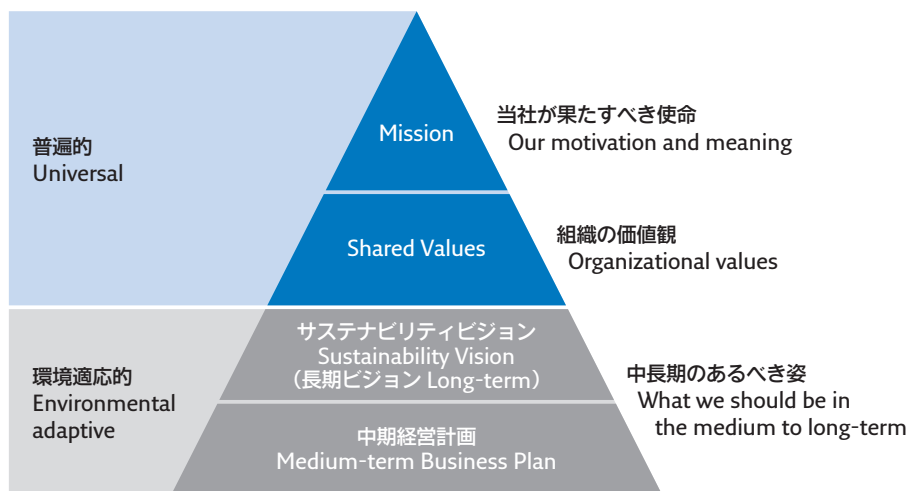 Mission
当社が果たすべき使命
Our motivation and meaning
普遍的
Universal
Shared Values
組織の価値観
Organizational values
サステナビリティビジョン
Sustainability Vision
（長期ビジョン Long-term）
環境適応的
Environmental
adaptive
中長期のあるべき姿
What we should be in
the medium to long-term
中期経営計画
Medium-term Business Plan